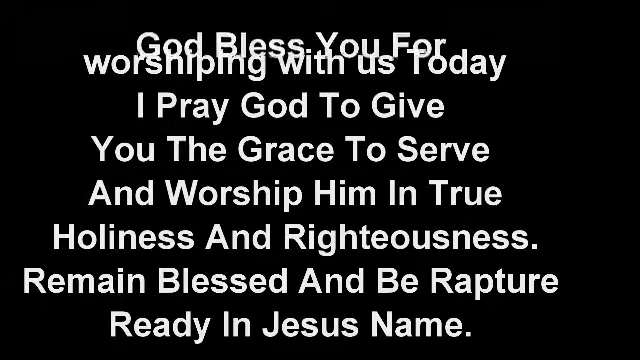 God Bless You For
worshiping with us Today
I Pray God To Give
You The Grace To Serve
And Worship Him In True
Holiness And Righteousness.
Remain Blessed And Be Rapture
Ready In Jesus Name.